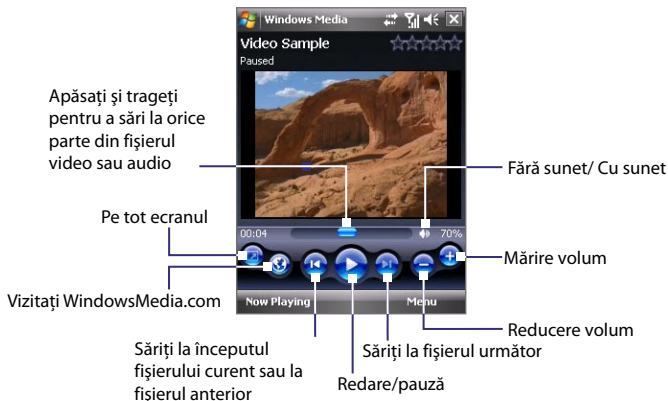 Windows Media
Video Sample
Paused
Apăsați și trageți
pentru a sări la orice
parte din fișierul
video sau audio
Fără sunet/ Cu sunet
Pe tot ecranul
00:04
70%
Mărire volum
Vizitați WindowsMedia.com
Now Playing
Menu
Reducere volum
Săriți la începutul
fișierului curent sau la
fișierul anterior
Săriți la fișierul următor
Redare/pauză